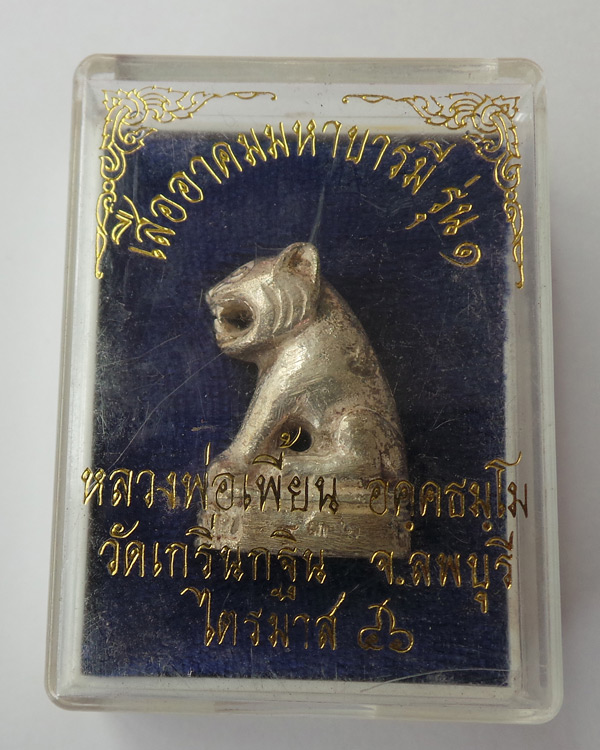 เสืออาคมมหาบารมี รุ่น ๑
หลวงพ่อเพี้ยน อคฺคธมฺโม
วัดเกริ่นกฐิน จ.ลพบุรี
ไตรมาส ๔๖